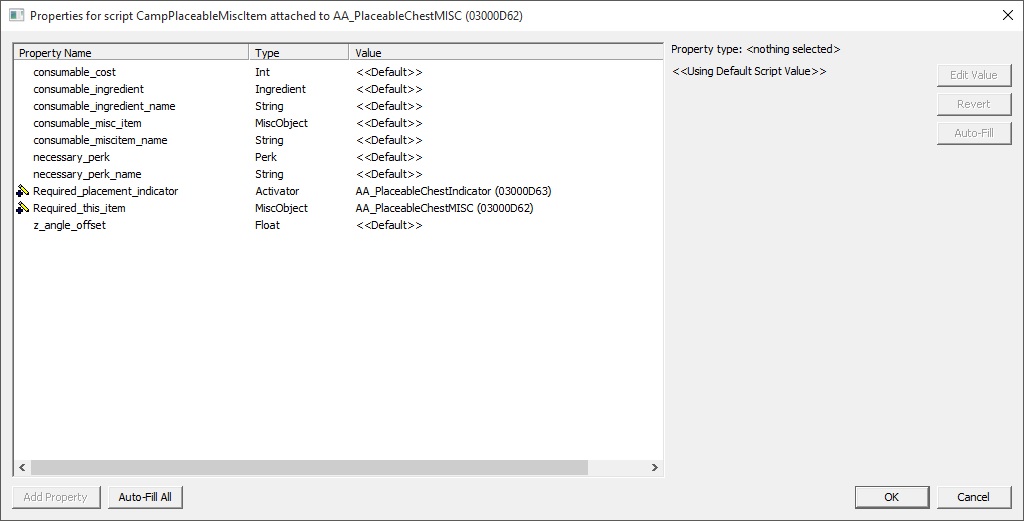 Properties for script CampPlaceableMiscItem attached to AA_PlaceableChestMISC (03000D62)
Property Name Type Value
consumable_cost Int <<Default>>
consumable_ingredient Ingredient <<Default>>
consumable_ingredient_name String <<Default>>
consumable_misc_item MiscObject <<Default>>
consumable_miscitem_name String <<Default>>
necessary_perk Perk <<Default>>
necessary_perk_name String <<Default>>
Required_placement_indicator Activator AA_PlaceableChestIndicator (03000D63)
Required_this_item MiscObject AA_PlaceableChestMISC (03000D62)
z_angle_offset Float <<Default>>
Property type: <nothing selected>
<<Using Default Script Value>>
Edit Value
Revert
Auto-Fill
Add Property Auto-Fill All OK Cancel